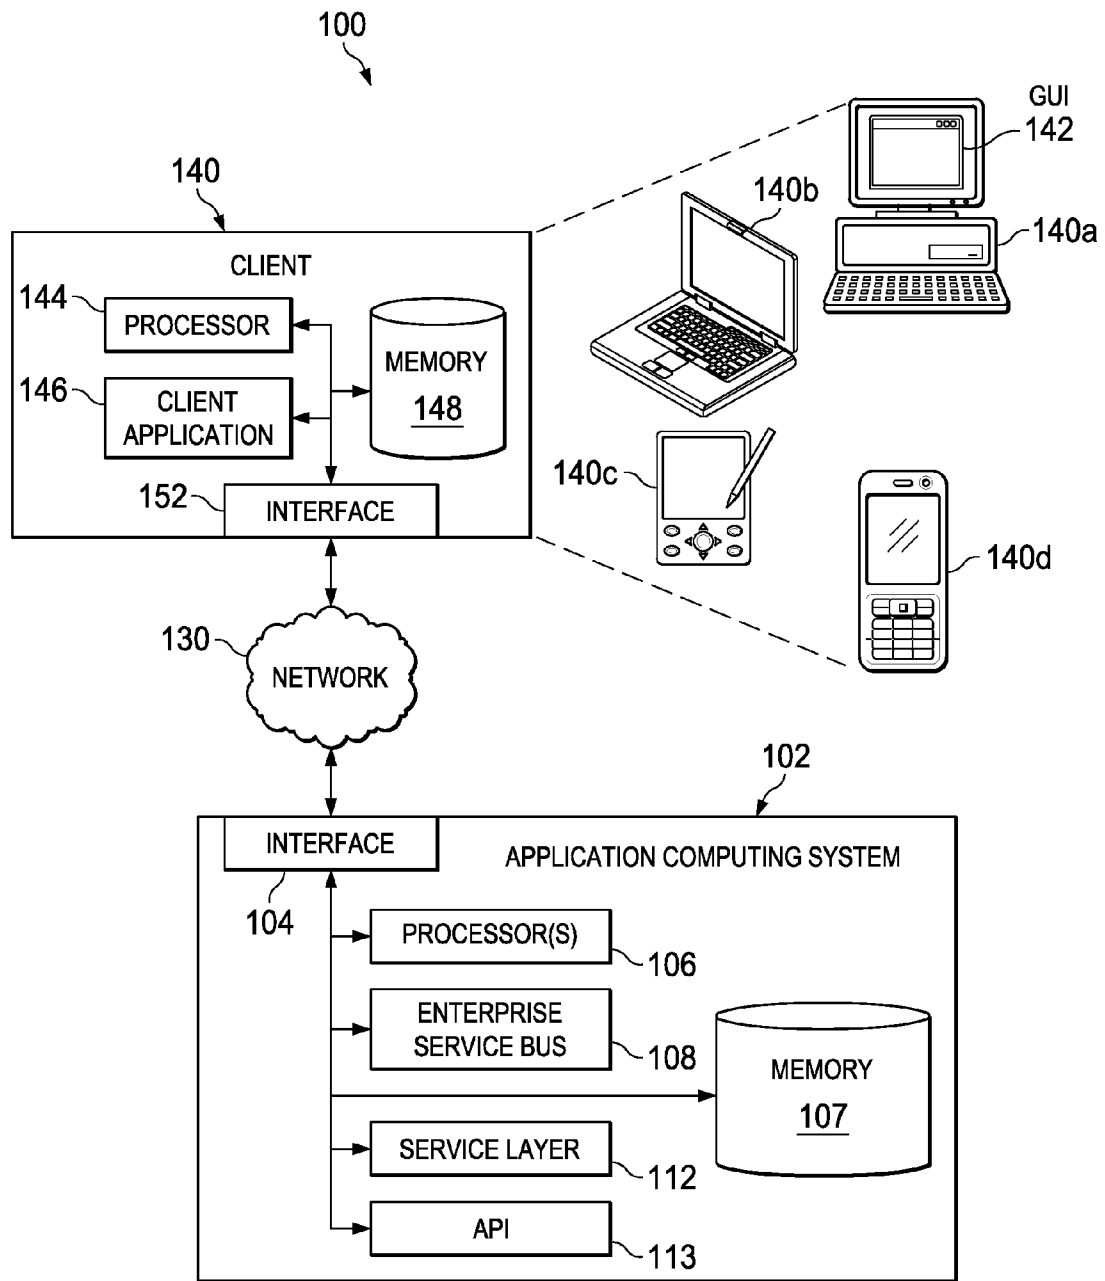 100
GUI
142
140
140b
140a
CLIENT
144
PROCESSOR
MEMORY
148
146
CLIENT
APPLICATION
140c
152
INTERFACE
140d
130
NETWORK
102
INTERFACE
APPLICATION COMPUTING SYSTEM
104
PROCESSOR(S)
106
ENTERPRISE
SERVICE BUS
108
MEMORY
107
SERVICE LAYER
112
API
113